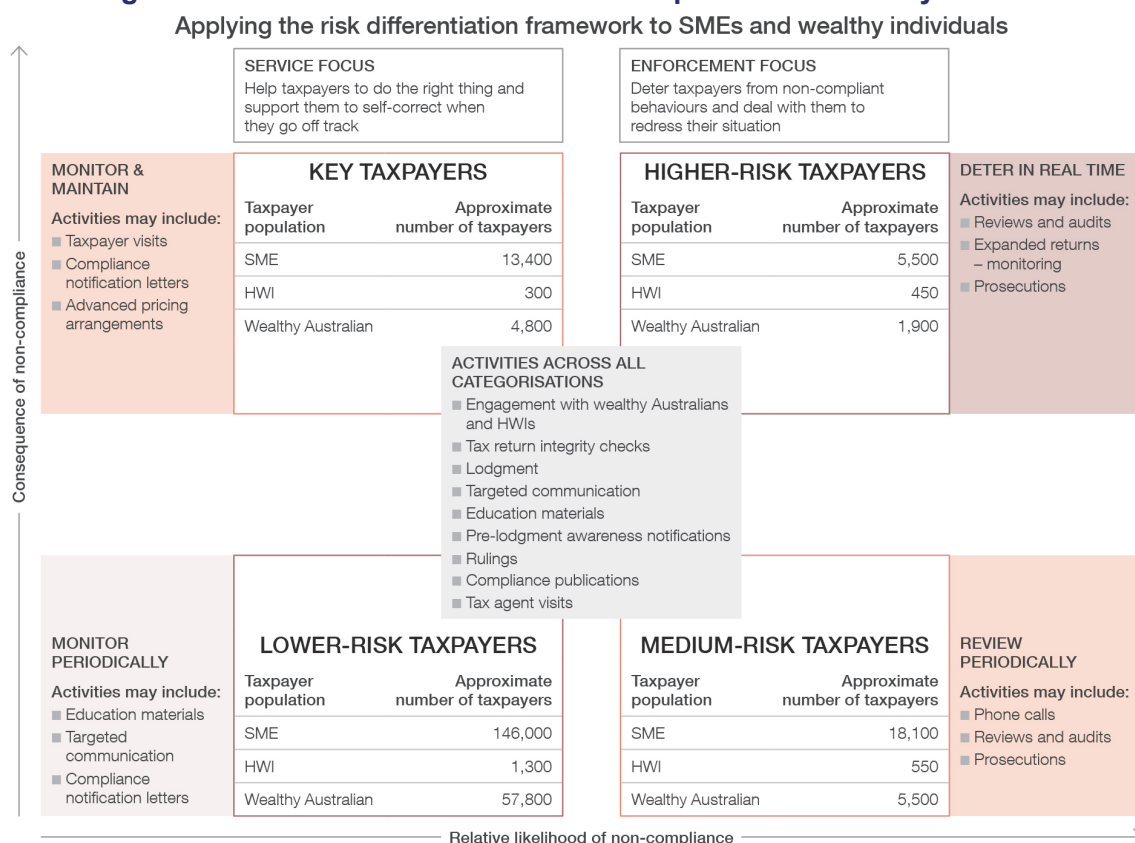 Applying the risk differentiation framework to SMEs and wealthy individuals
SERVICE FOCUS
Help taxpayers to do the right thing and
support them to self-correct when
they go off track
ENFORCEMENT FOCUS
Deter taxpayers from non-compliant
behaviours and deal with them to
redress their situation
Consequence of non-compliance
MONITOR &
MAINTAIN
Activities may include:
Taxpayer visits
Compliance
notification letters
Advanced pricing
arrangements
KEY TAXPAYERS
Taxpayer
population
Approximate
number of taxpayers
SME 13,400
HWI 300
Wealthy Australian 4,800
HIGHER-RISK TAXPAYERS
Taxpayer
population
Approximate
number of taxpayers
SME 5,500
HWI 450
Wealthy Australian 1,900
DETER IN REAL TIME
Activities may include:
Reviews and audits
Expanded returns
– monitoring
Prosecutions
ACTIVITIES ACROSS ALL
CATEGORISATIONS
Engagement with wealthy Australians
and HWIs
Tax return integrity checks
Lodgment
Targeted communication
Education materials
Pre-lodgment awareness notifications
Rulings
Compliance publications
Tax agent visits
MONITOR
PERIODICALLY
Activities may include:
Education materials
Targeted
communication
Compliance
notification letters
LOWER-RISK TAXPAYERS
Taxpayer
population
Approximate
number of taxpayers
SME 146,000
HWI 1,300
Wealthy Australian 57,800
MEDIUM-RISK TAXPAYERS
Taxpayer
population
Approximate
number of taxpayers
SME 18,100
HWI 550
Wealthy Australian 5,500
REVIEW
PERIODICALLY
Activities may include:
Phone calls
Reviews and audits
Prosecutions
Relative likelihood of non-compliance